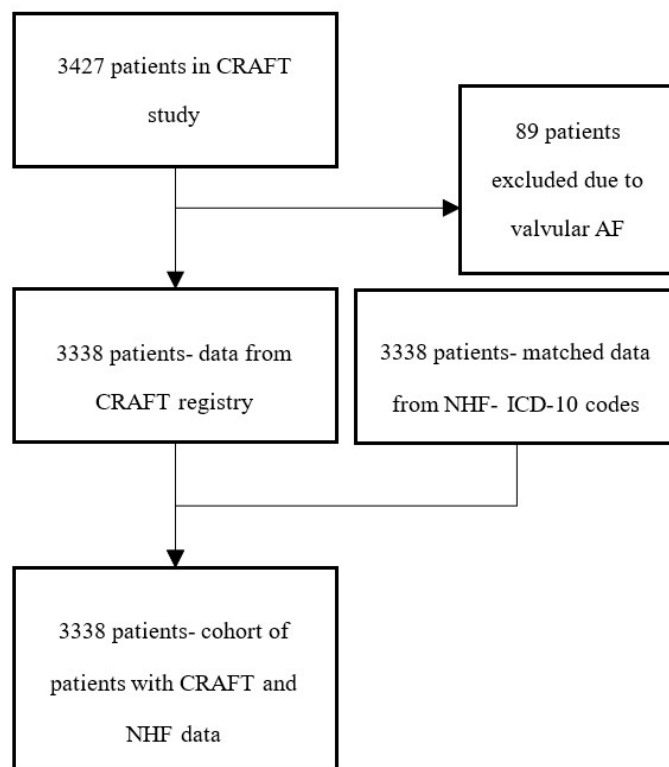 3427 patients in CRAFT
study
89 patients
excluded due to
valvular AF
3338 patients- data from
CRAFT registry
3338 patients- matched data
from NHF- ICD-10 codes
3338 patients- cohort of
patients with CRAFT and
NHF data